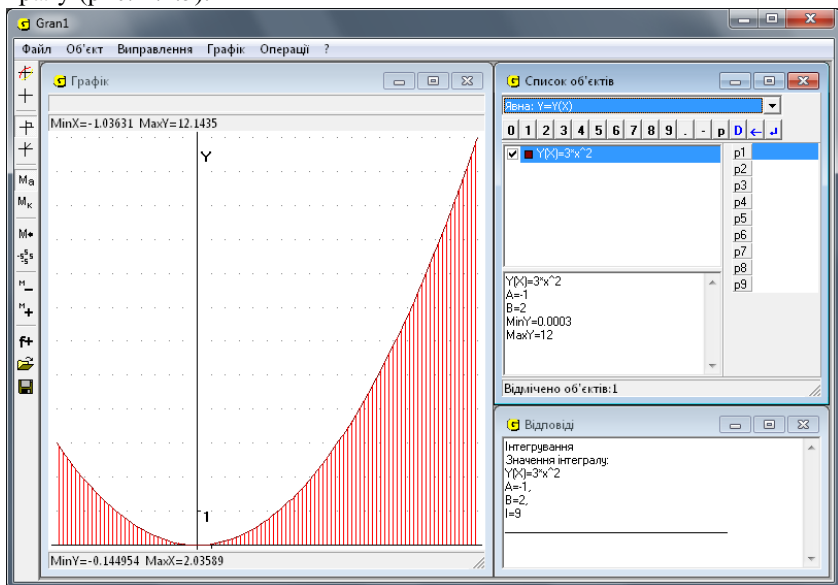 Gran1
Файл Об'єкт Виправлення Графік Операції ?
Графік
MinX=-1.03631 MaxY=12.1435
Y
1
MinY=-0.144954 MaxX=2.03589
Ma
Mк
M
M
M
f+
Список об'єктів
Явна: Y=Y(X)
0 1 2 3 4 5 6 7 8 9 . - p D ← ↲
Y(X)=3*x^2
p1
p2
p3
p4
p5
p6
p7
p8
p9
Y(X)=3*x^2
A=-1
B=2
MinY=0.0003
MaxY=12
Відмічено об'єктів:1
Відповіді
Інтегрування
Значення інтегралу:
Y(X)=3*x^2
A=-1,
B=2,
I=9